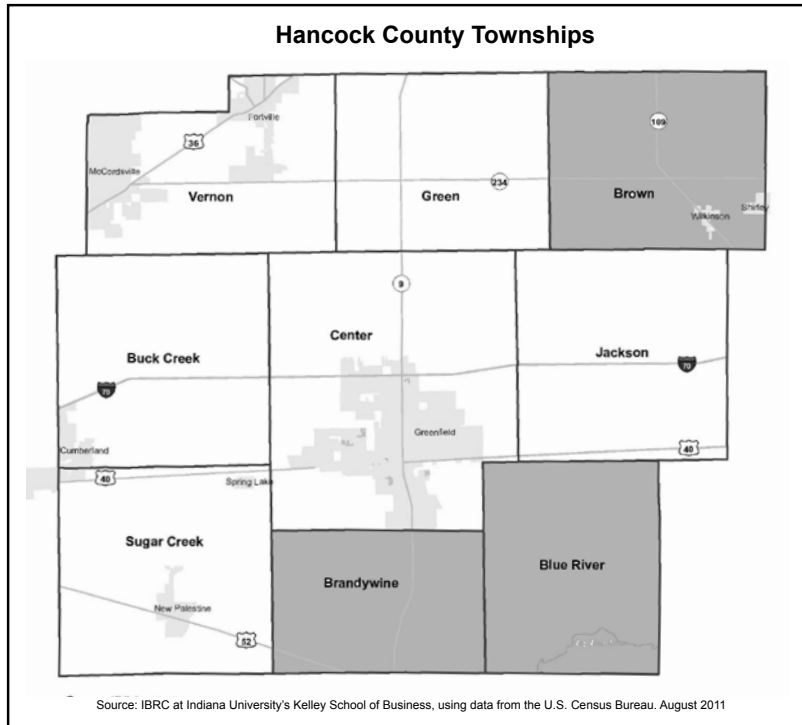 Hancock County Townships
Fortville
109
36
McCordsville
234
Vernon
Green
Brown
Shirley
Wilkinson
9
Center
Buck Creek
Jackson
70
70
Greenfield
Cumberland
40
40
Spring Lake
Sugar Creek
Blue River
Brandywine
New Palestine
52
Source: IBRC at Indiana University's Kelley School of Business, using data from the U.S. Census Bureau. August 2011